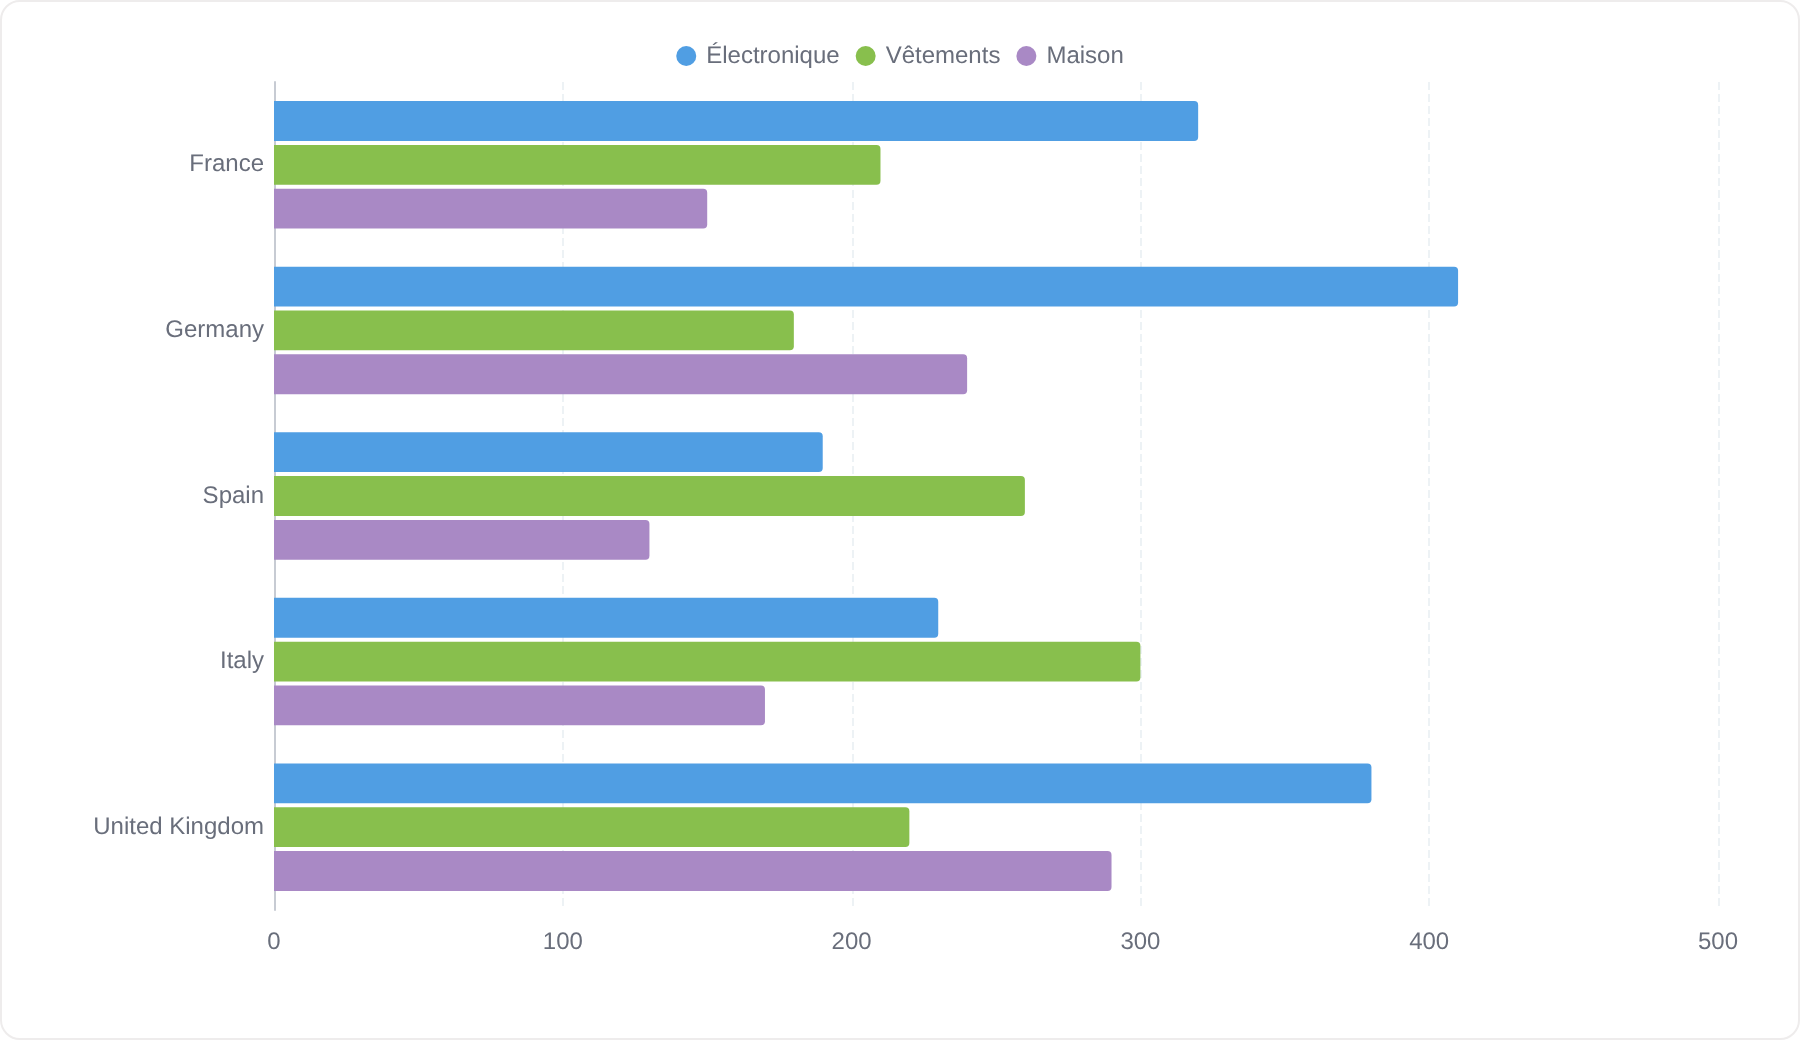 Électronique Vêtements Maison
France
Germany
Spain
Italy
United Kingdom
0 100 200 300 400 500